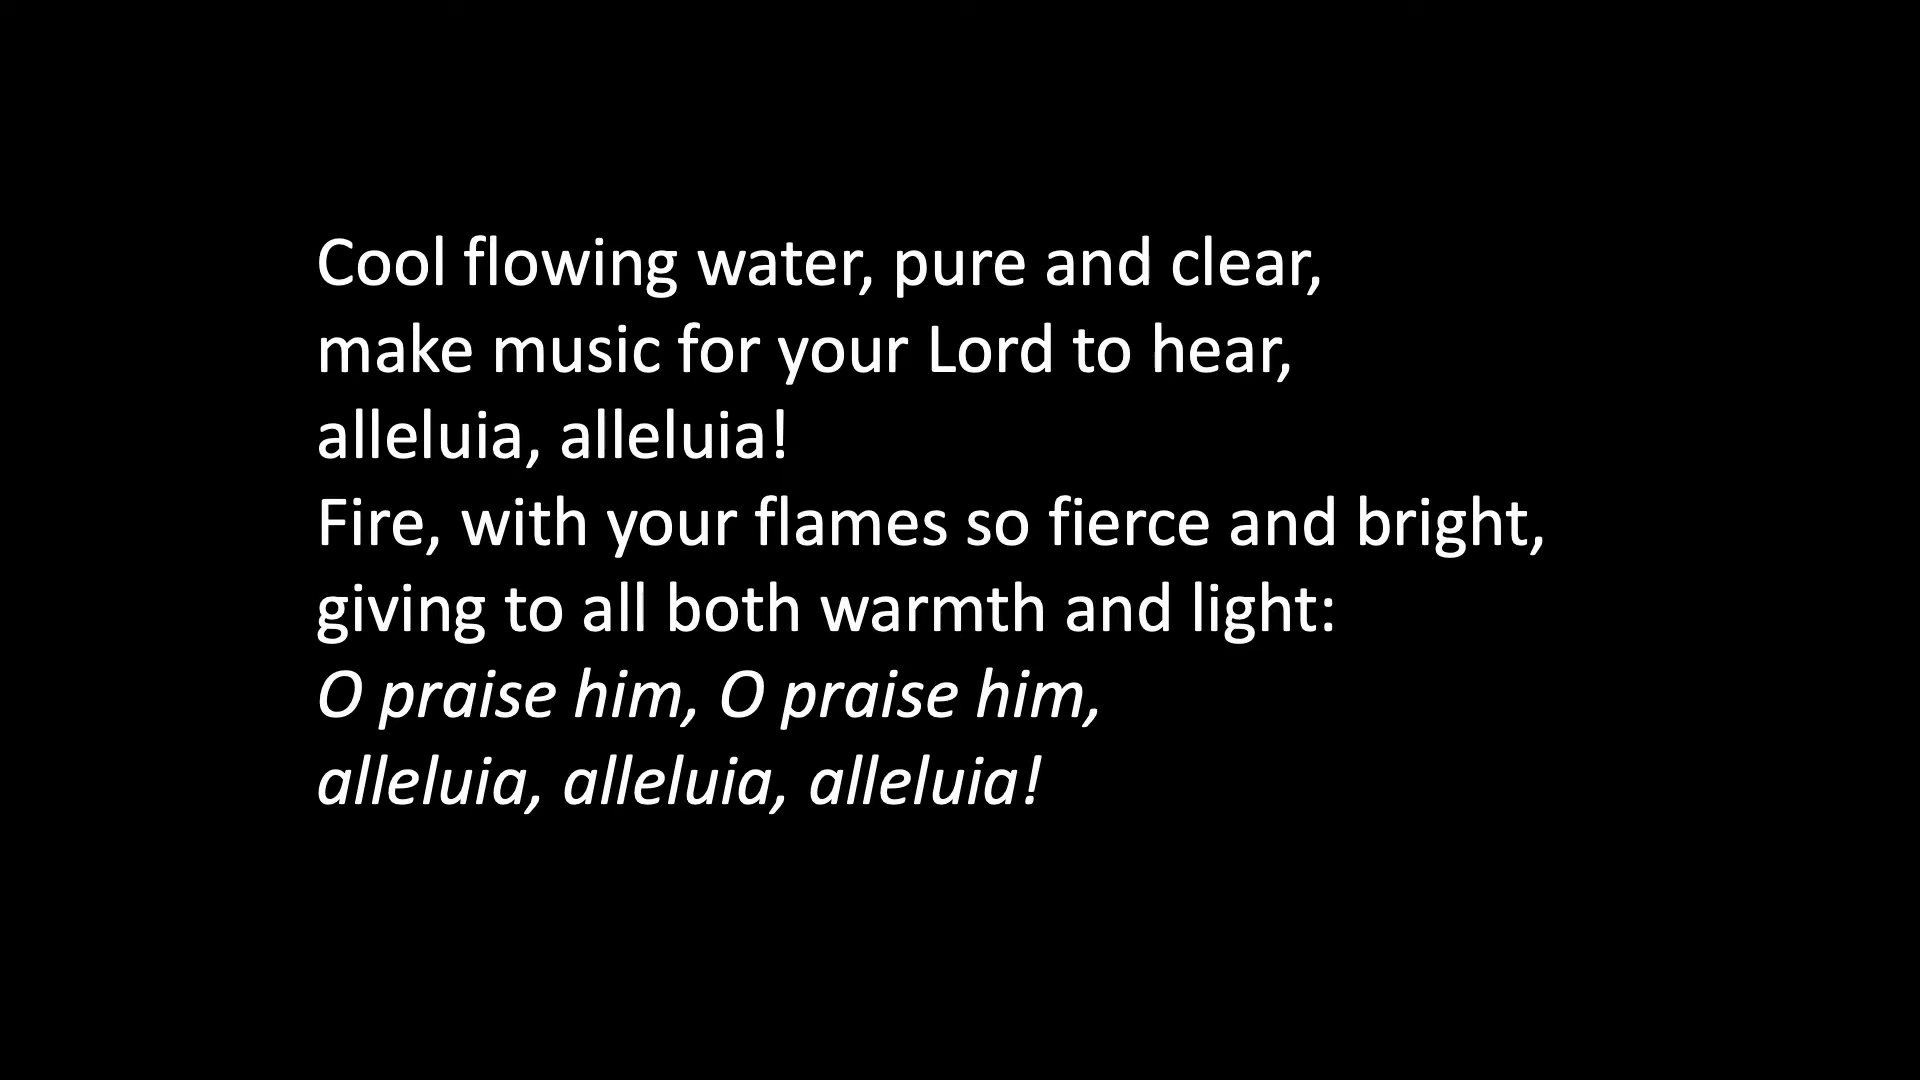 Cool flowing water, pure and clear,
make music for your Lord to hear,
alleluia, alleluia!
Fire, with your flames so fierce and bright,
giving to all both warmth and light:
O praise him, O praise him,
alleluia, alleluia, alleluia!